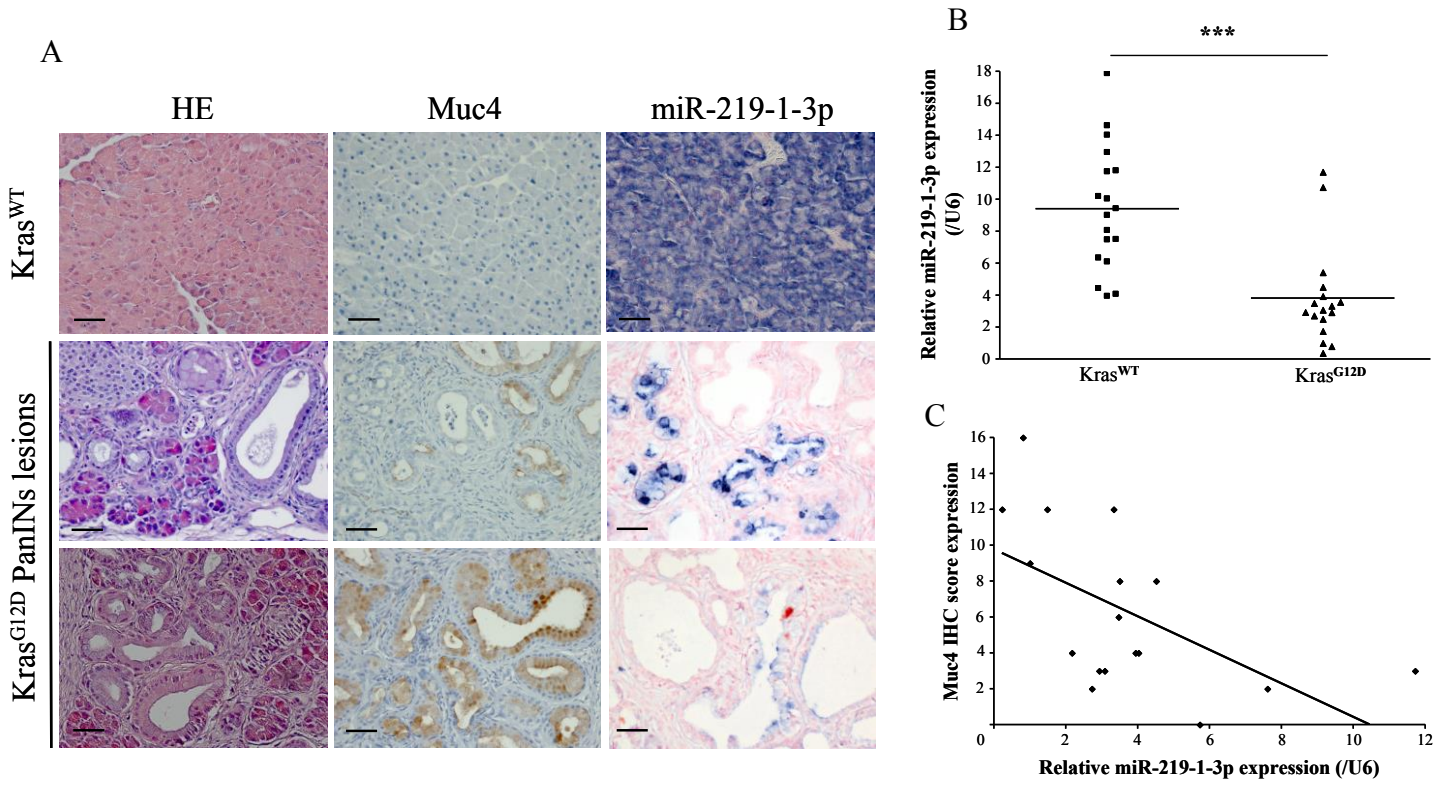 A
HE
Muc4
miR-219-1-3p
Kras^WT
Kras^G12D PanINs lesions
B
***
Relative miR-219-1-3p expression
(/U6)
18
16
14
12
10
8
6
4
2
0
Kras^WT
Kras^G12D
C
Muc4 IHC score expression
16
14
12
10
8
6
4
2
0
2
4
6
8
10
12
Relative miR-219-1-3p expression (/U6)